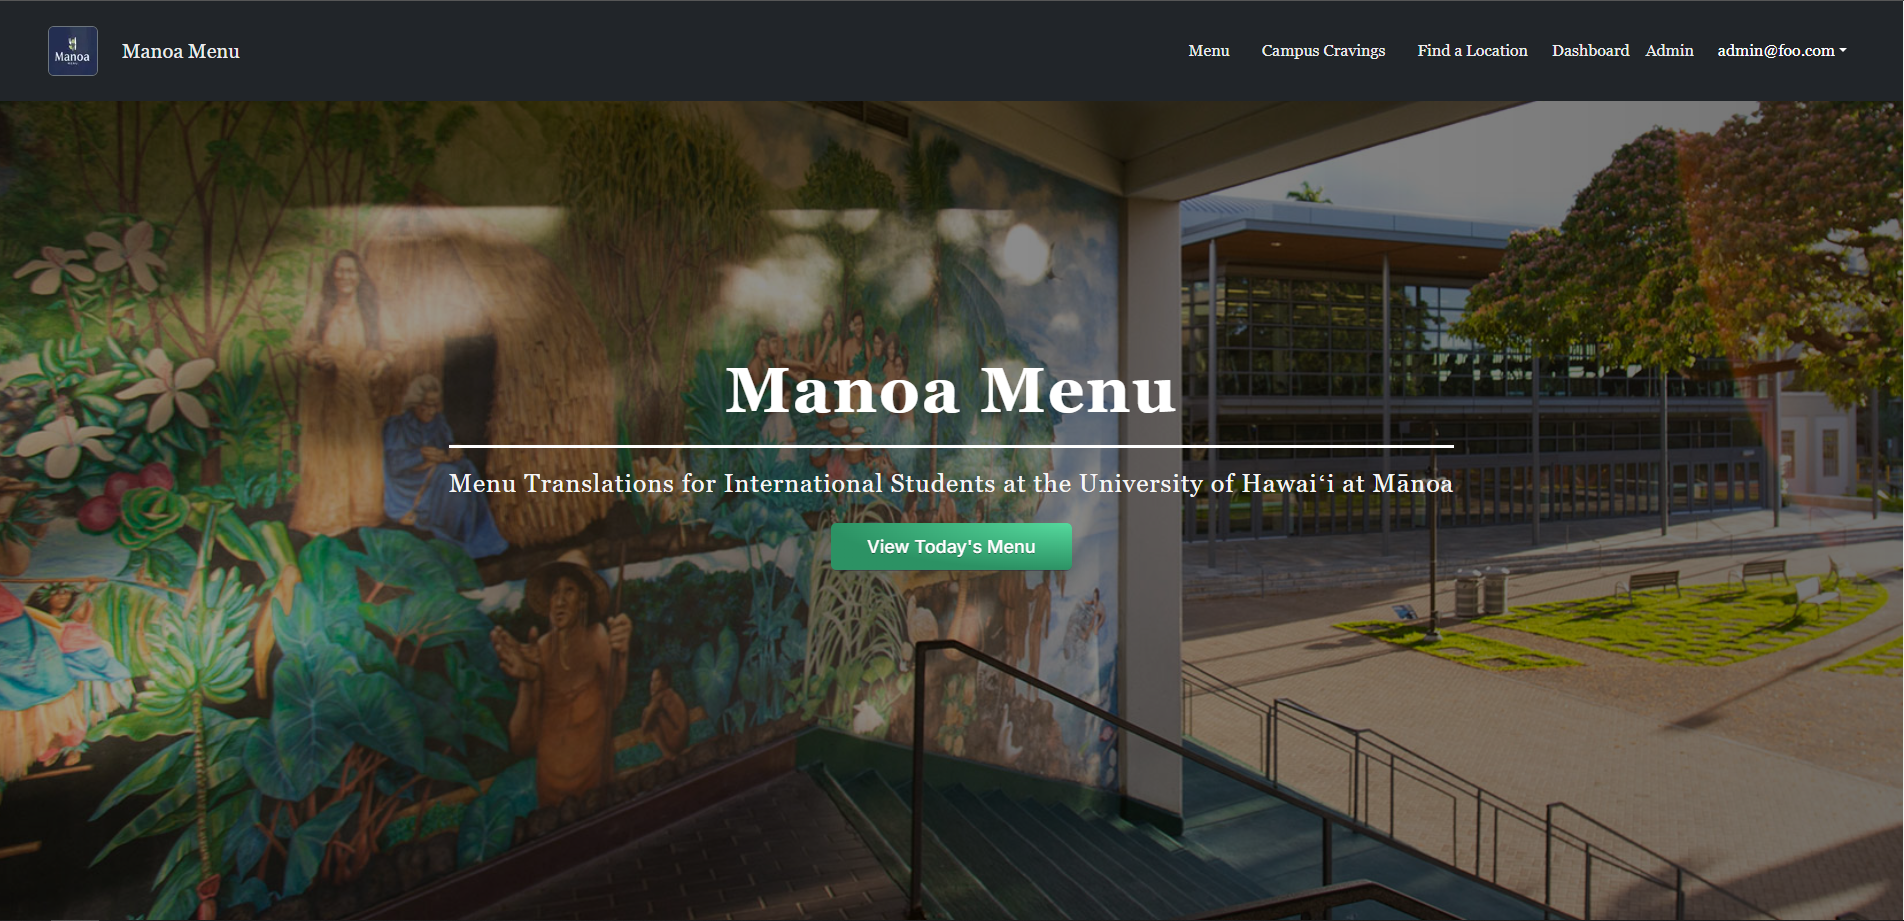 Manoa
Manoa Menu
Menu
Campus Cravings
Find a Location
Dashboard
Admin
admin@foo.com
Manoa Menu
Menu Translations for International Students at the University of Hawaiʻi at Mānoa
View Today's Menu